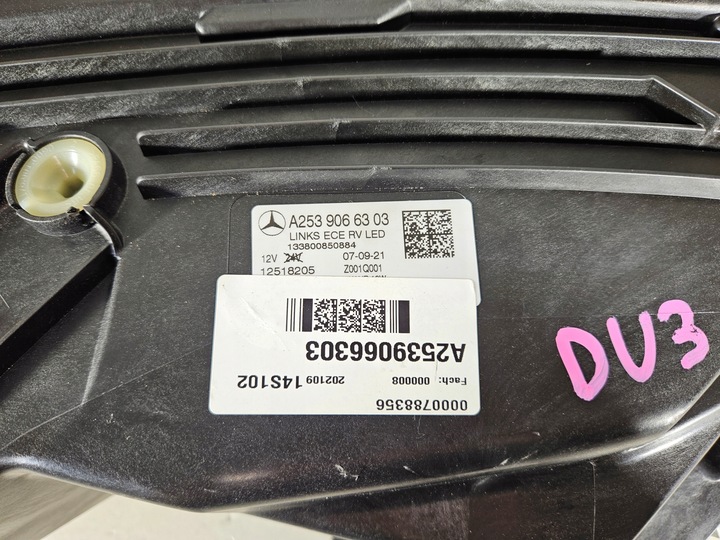 A253 906 63 03
LINKS ECE RV LED
133800850884
12V 24V 07-09-21
12518205 Z001Q001
0000788356
Fach: 000008 202109 14S102
A2539066303
DU3